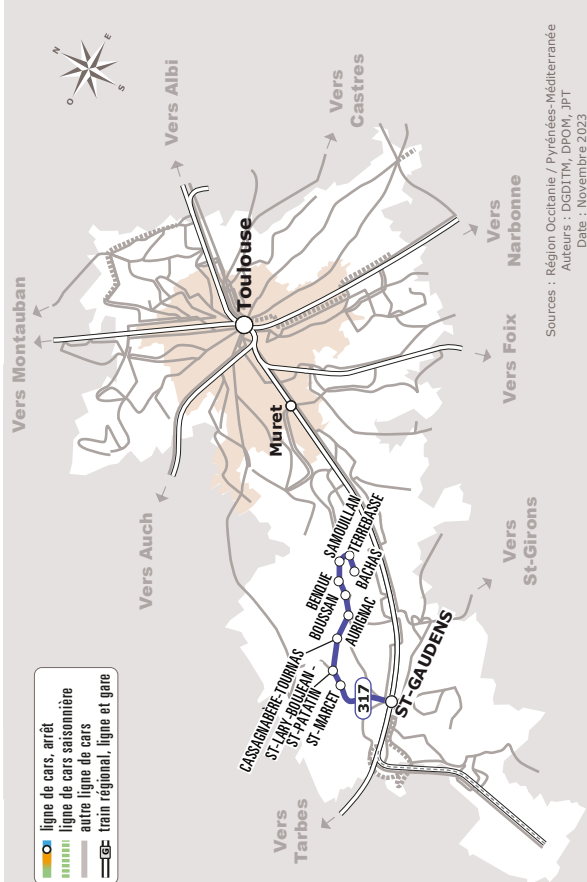 ligne de cars, arrêt
ligne de cars saisonnière
autre ligne de cars
G
train régional, ligne et gare
N
E
S
O
Vers Montauban
Vers Albi
Vers
Castres
Vers Auch
Toulouse
Muret
Vers
Narbonne
Vers Foix
Vers
St-Girons
Vers
Tarbes
CASSAGNABÈRE-TOURNAS
ST-LARY-BOUJEAN -
ST-PATATIN
ST-MARCET
317
ST-GAUDENS
AURIGNAC
BOUSSAN
BENQUE
SAMOUILLAN
TERREBASSE
BACHAS
Sources : Région Occitanie / Pyrénées-Méditerranée
Auteurs : DGDITM, DPOM, JPT
Date : Novembre 2023